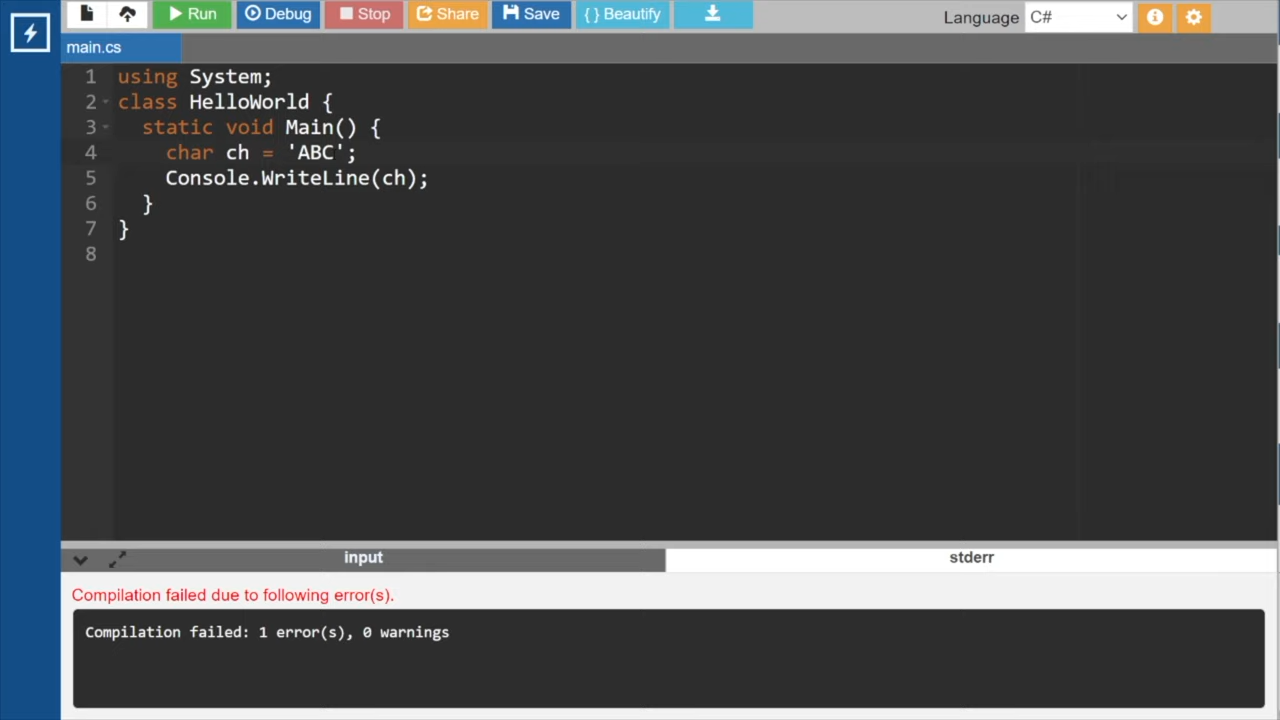 Run Debug Stop Share Save { } Beautify Language C#
main.cs
1 using System;
2 class HelloWorld {
3 static void Main() {
4 char ch = 'ABC';
5 Console.WriteLine(ch);
6 }
7 }
8
input stderr
Compilation failed due to following error(s).
Compilation failed: 1 error(s), 0 warnings